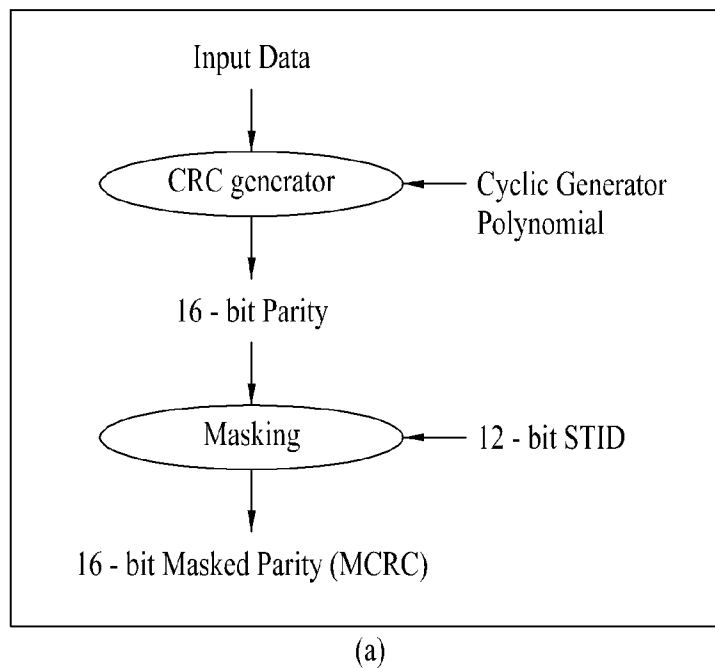 Input Data
CRC generator
Cyclic Generator
Polynomial
16 - bit Parity
Masking
12 - bit STID
16 - bit Masked Parity (MCRC)
(a)